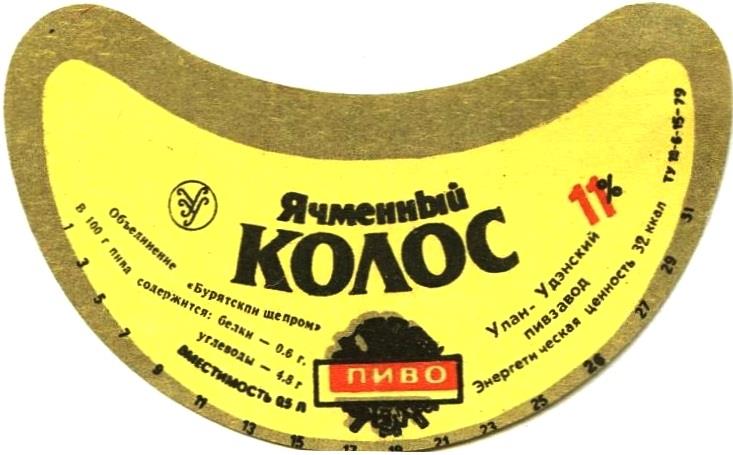 Ячменный
КОЛОС
11%
Объединение «Бурятскпи щепром»
В 100 г пива содержится: белки — 0,6 г.
углеводы — 4,8 г
ВМЕСТИМОСТЬ 0,5 Л
ПИВО
Улан-Удэнский
пивзавод
Энергетическая ценность 32 ккал
ТУ 18-6-15-79
1 3 5 7 9 11 13 15 17 19 21 23 25 26 27 29 31